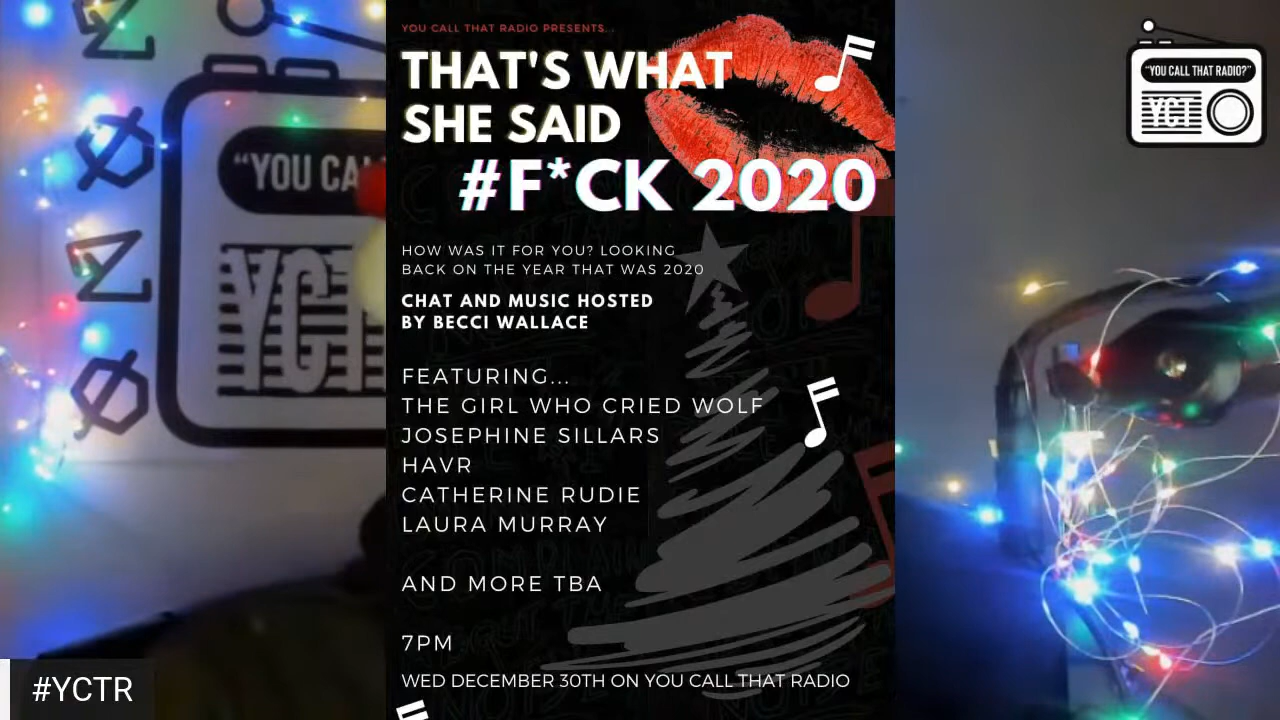 YOU CALL THAT RADIO PRESENTS...
THAT'S WHAT
SHE SAID
#F*CK 2020
HOW WAS IT FOR YOU? LOOKING
BACK ON THE YEAR THAT WAS 2020
CHAT AND MUSIC HOSTED
BY BECCI WALLACE
FEATURING...
THE GIRL WHO CRIED WOLF
JOSEPHINE SILLARS
HAVR
CATHERINE RUDIE
LAURA MURRAY
AND MORE TBA
7PM
WED DECEMBER 30TH ON YOU CALL THAT RADIO
"YOU CA
YCT
"YOU CALL THAT RADIO?"
YCT
#YCTR